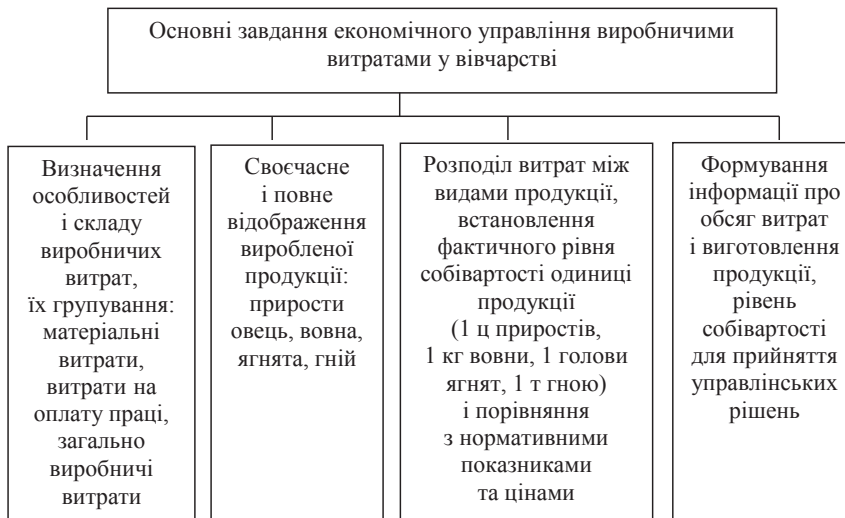 Основні завдання економічного управління виробничими
витратами у вівчарстві
Визначення
особливостей
і складу
виробничих
витрат,
їх групування:
матеріальні
витрати,
витрати на
оплату праці,
загально
виробничі
витрати
Своєчасне
і повне
відображення
виробленої
продукції:
прирости
овець, вовна,
ягнята, гній
Розподіл витрат між
видами продукції,
встановлення
фактичного рівня
собівартості одиниці
продукції
(1 ц приростів,
1 кг вовни, 1 голови
ягнят, 1 т гною)
і порівняння
з нормативними
показниками
та цінами
Формування
інформації про
обсяг витрат
і виготовлення
продукції,
рівень
собівартості
для прийняття
управлінських
рішень